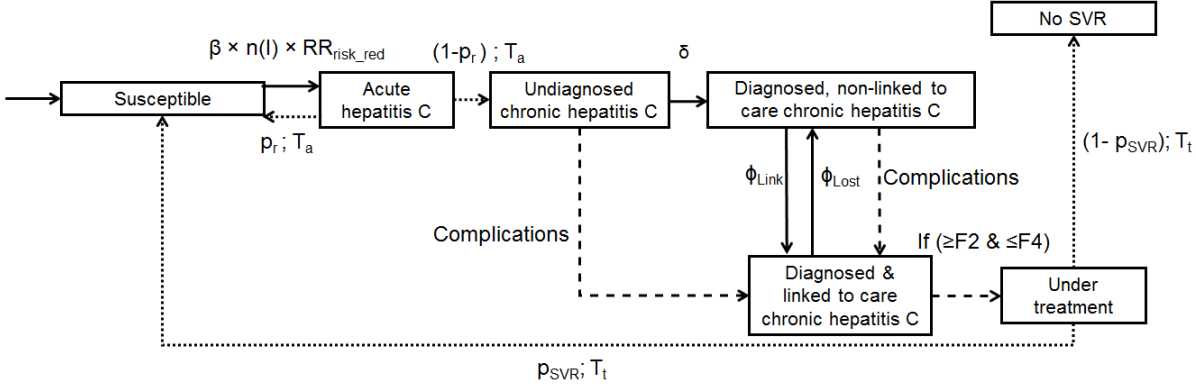 No SVR
β × n(I) × RRrisk_red
(1-pr) ; Ta
δ
Susceptible
Acute
hepatitis C
Undiagnosed
chronic hepatitis C
Diagnosed, non-linked to
care chronic hepatitis C
pr ; Ta
(1- pSVR); Tt
ϕLink
ϕLost
Complications
Complications
If (≥F2 & ≤F4)
Diagnosed &
linked to care
chronic hepatitis C
Under
treatment
pSVR; Tt